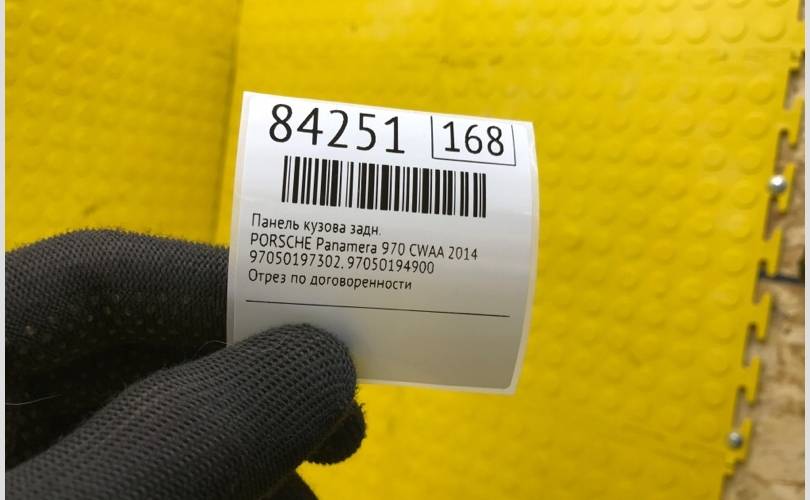 84251 168
Панель кузова задн.
PORSCHE Panamera 970 CWAA 2014
97050197302, 97050194900
Отрез по договоренности